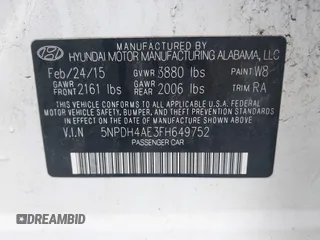 HYUNDAI MOTOR MANUFACTURING ALABAMA, LLC
Feb/24/15 GVWR 3880 lbs PAINT W8
GAWR FRONT 2161 lbs GAWR REAR 2006 lbs TRIM RA
THIS VEHICLE CONFORMS TO ALL APPLICABLE FEDERAL
MOTOR VEHICLE SAFETY, BUMPER, AND THEFT PREVENTION
STANDARDS IN EFFECT ON THE DATE OF MANUFACTURE
SHOWN ABOVE.
V.I.N 5NPDH4AE3FH649752
PASSENGER CAR
DREAMBID